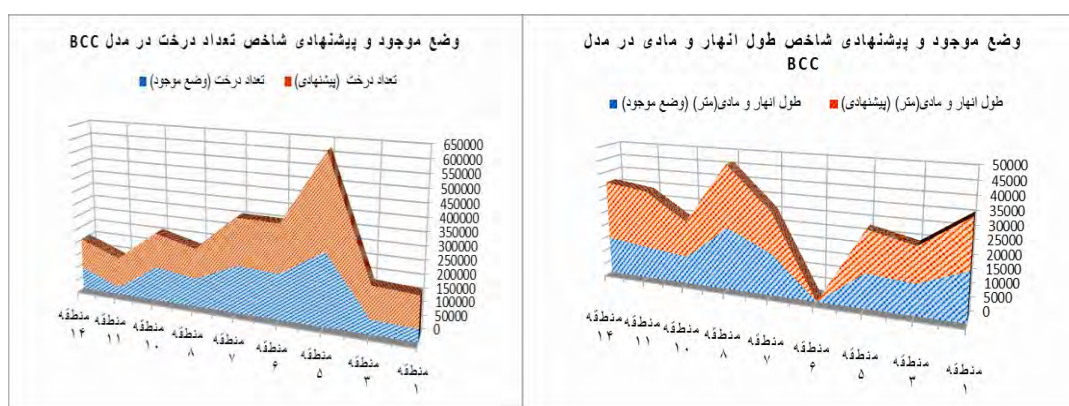 وضع موجود و پیشنهادی شاخص طول انهار و مادی در مدل
BCC
طول انهار و مادی(متر) (وضع موجود) طول انهار و مادی(متر) (پیشنهادی)
50000
45000
40000
35000
30000
25000
20000
15000
10000
5000
0
منطقه ۱
منطقه ۳
منطقه ۵
منطقه ۶
منطقه ۷
منطقه ۸
منطقه ۱۰
منطقه ۱۱
منطقه ۱۴
وضع موجود و پیشنهادی شاخص تعداد درخت در مدل BCC
تعداد درخت (وضع موجود) تعداد درخت (پیشنهادی)
650000
600000
550000
500000
450000
400000
350000
300000
250000
200000
150000
100000
50000
0
منطقه ۱
منطقه ۳
منطقه ۵
منطقه ۶
منطقه ۷
منطقه ۸
منطقه ۱۰
منطقه ۱۱
منطقه ۱۴